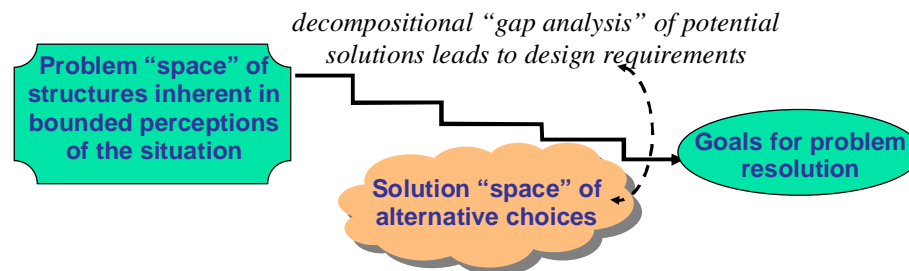 decompositional “gap analysis” of potential
solutions leads to design requirements
Problem “space” of
structures inherent in
bounded perceptions
of the situation
Goals for problem
resolution
Solution “space” of
alternative choices